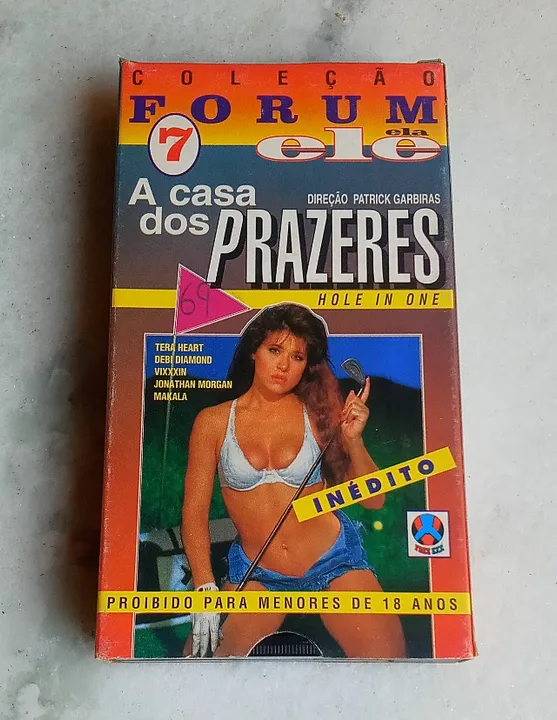 COLEÇÃO
FORUM
7
ela
ele
A casa
dos
DIREÇÃO PATRICK GARBIRAS
PRAZERES
HOLE IN ONE
69
TERA HEART
DEBI DIAMOND
VIXXXIN
JONATHAN MORGAN
MAKALA
INÉDITO
PROIBIDO PARA MENORES DE 18 ANOS